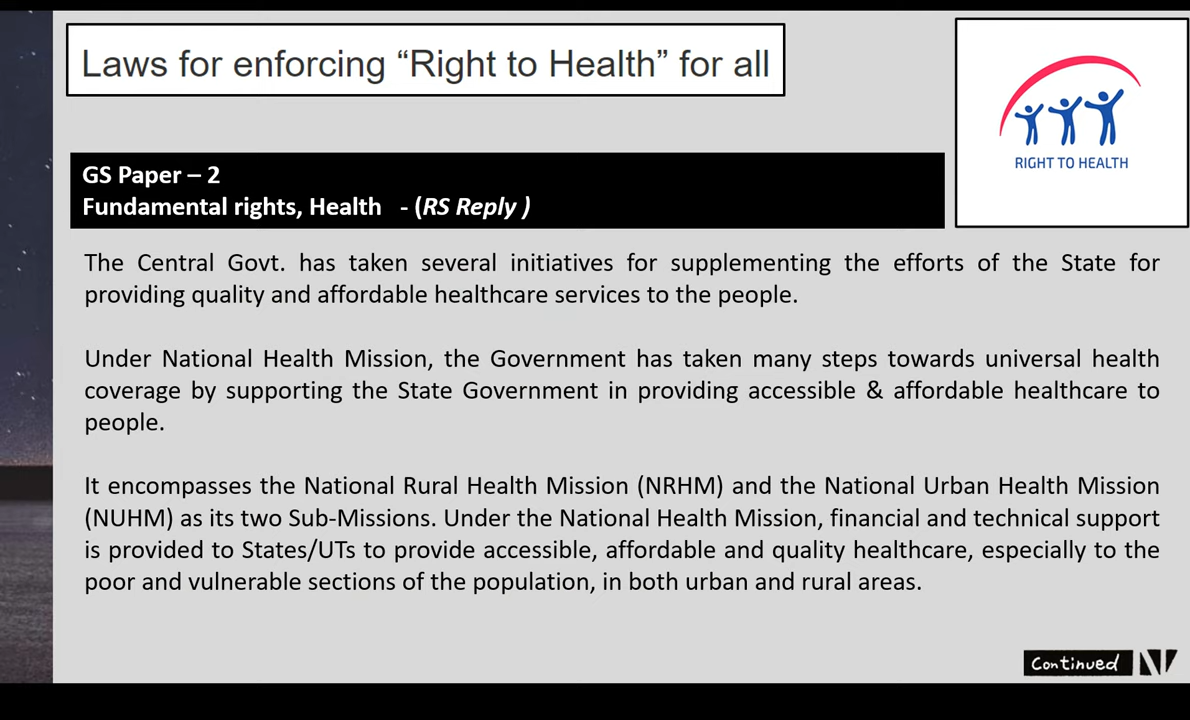 Laws for enforcing “Right to Health” for all
RIGHT TO HEALTH
GS Paper – 2
Fundamental rights, Health - (RS Reply )
The Central Govt. has taken several initiatives for supplementing the efforts of the State for
providing quality and affordable healthcare services to the people.
Under National Health Mission, the Government has taken many steps towards universal health
coverage by supporting the State Government in providing accessible & affordable healthcare to
people.
It encompasses the National Rural Health Mission (NRHM) and the National Urban Health Mission
(NUHM) as its two Sub-Missions. Under the National Health Mission, financial and technical support
is provided to States/UTs to provide accessible, affordable and quality healthcare, especially to the
poor and vulnerable sections of the population, in both urban and rural areas.
Continued